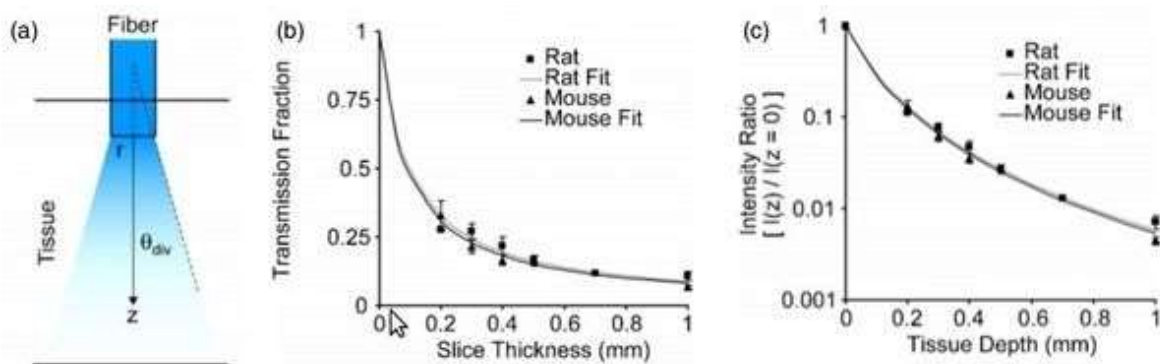 (a)
Fiber
r
θdiv
z
Tissue
(b)
Transmission Fraction
1
0.75
0.5
0.25
0
0 0.2 0.4 0.6 0.8 1
Slice Thickness (mm)
Rat
Rat Fit
Mouse
Mouse Fit
(c)
Intensity Ratio
[ I(z) / I(z = 0) ]
1
0.1
0.01
0.001
0 0.2 0.4 0.6 0.8 1
Tissue Depth (mm)
Rat
Rat Fit
Mouse
Mouse Fit